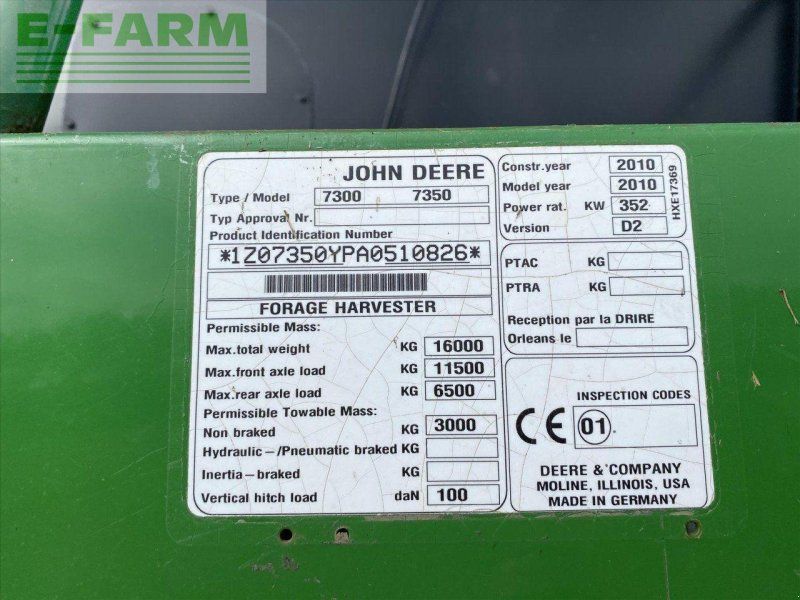 E-FARM
JOHN DEERE
Type / Model 7300 7350
Typ Approval Nr.
Product Identification Number
*1Z07350YPA0510826*
FORAGE HARVESTER
Permissible Mass:
Max.total weight KG 16000
Max.front axle load KG 11500
Max.rear axle load KG 6500
Permissible Towable Mass:
Non braked KG 3000
Hydraulic-/Pneumatic braked KG
Inertia-braked KG
Vertical hitch load daN 100
Constr.year 2010
Model year 2010
Power rat. KW 352
Version D2
HXE17369
PTAC KG
PTRA KG
Reception par la DRIRE
Orleans le
INSPECTION CODES
CE 01
DEERE & COMPANY
MOLINE, ILLINOIS, USA
MADE IN GERMANY